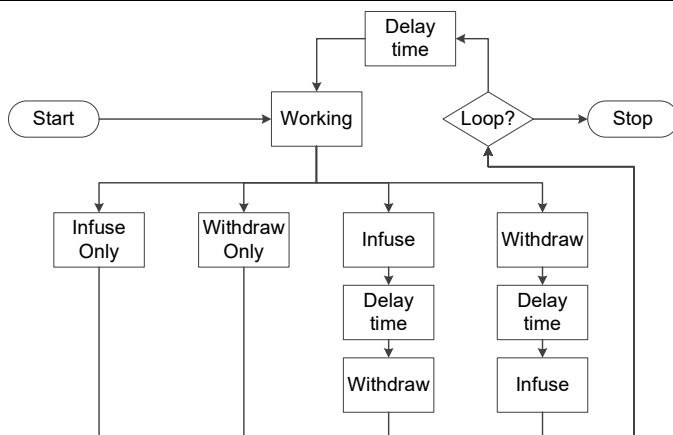 Delay
time
Start
Working
Loop?
Stop
Infuse
Only
Withdraw
Only
Infuse
Withdraw
Delay
time
Delay
time
Withdraw
Infuse